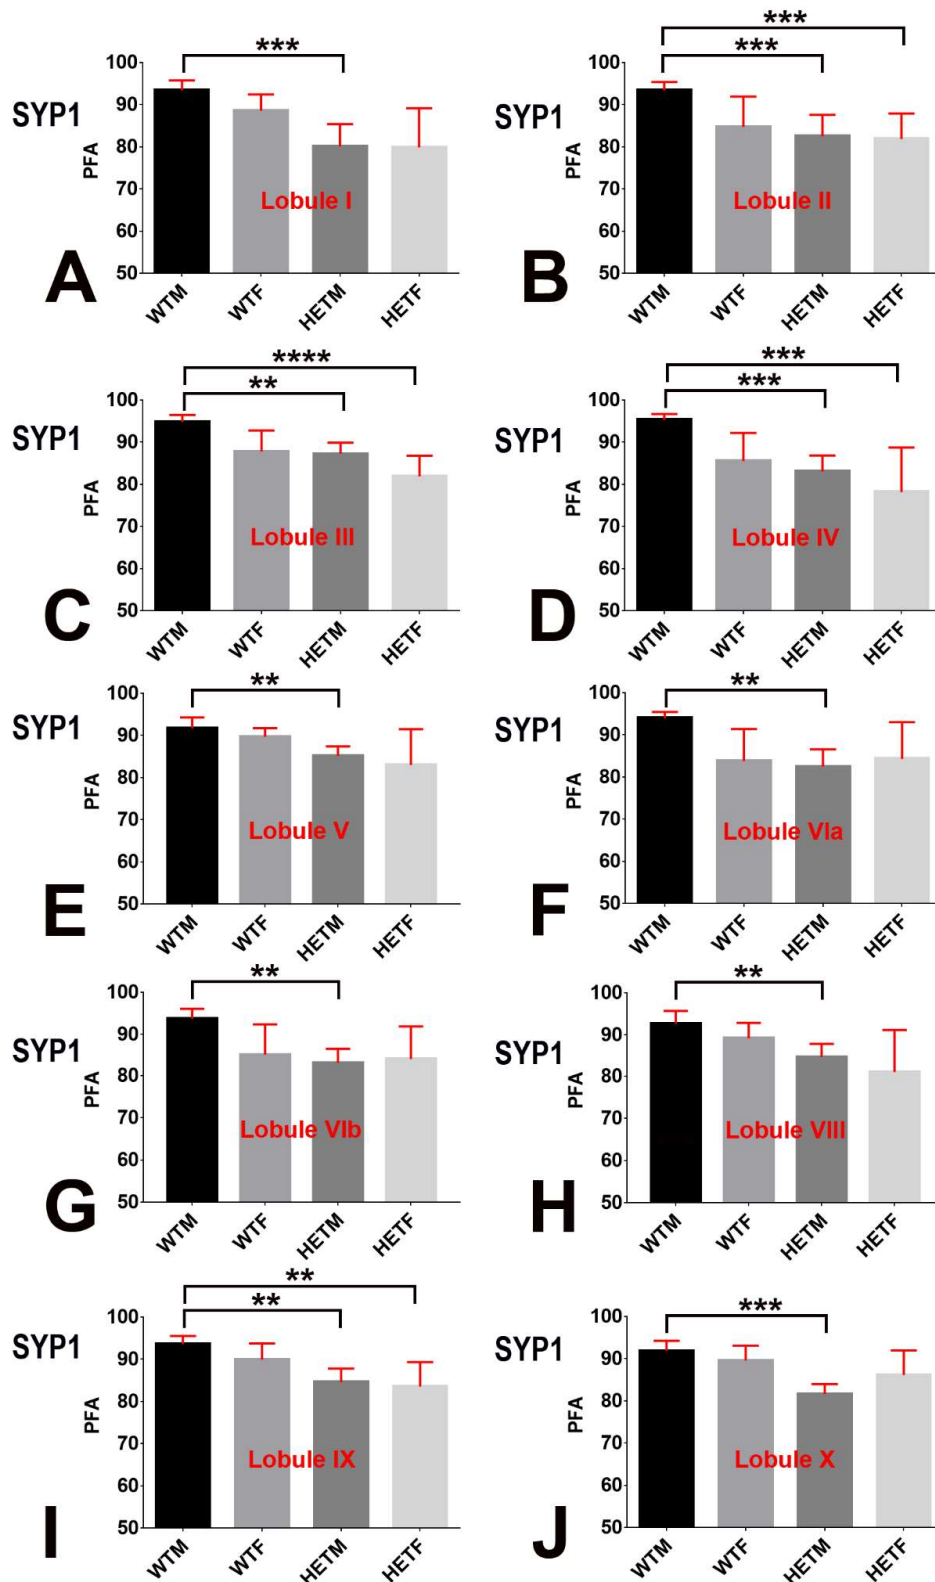 ***
100
90
80
70
60
50
SYP1
PFA
Lobule I
A
WTM
WTF
HETM
HETF
***
***
100
90
80
70
60
50
SYP1
PFA
Lobule II
B
WTM
WTF
HETM
HETF
****
**
100
90
80
70
60
50
SYP1
PFA
Lobule III
C
WTM
WTF
HETM
HETF
***
***
100
90
80
70
60
50
SYP1
PFA
Lobule IV
D
WTM
WTF
HETM
HETF
**
100
90
80
70
60
50
SYP1
PFA
Lobule V
E
WTM
WTF
HETM
HETF
**
100
90
80
70
60
50
SYP1
PFA
Lobule VIa
F
WTM
WTF
HETM
HETF
**
100
90
80
70
60
50
SYP1
PFA
Lobule VIb
G
WTM
WTF
HETM
HETF
**
100
90
80
70
60
50
SYP1
PFA
Lobule VIII
H
WTM
WTF
HETM
HETF
**
**
100
90
80
70
60
50
SYP1
PFA
Lobule IX
I
WTM
WTF
HETM
HETF
***
100
90
80
70
60
50
SYP1
PFA
Lobule X
J
WTM
WTF
HETM
HETF